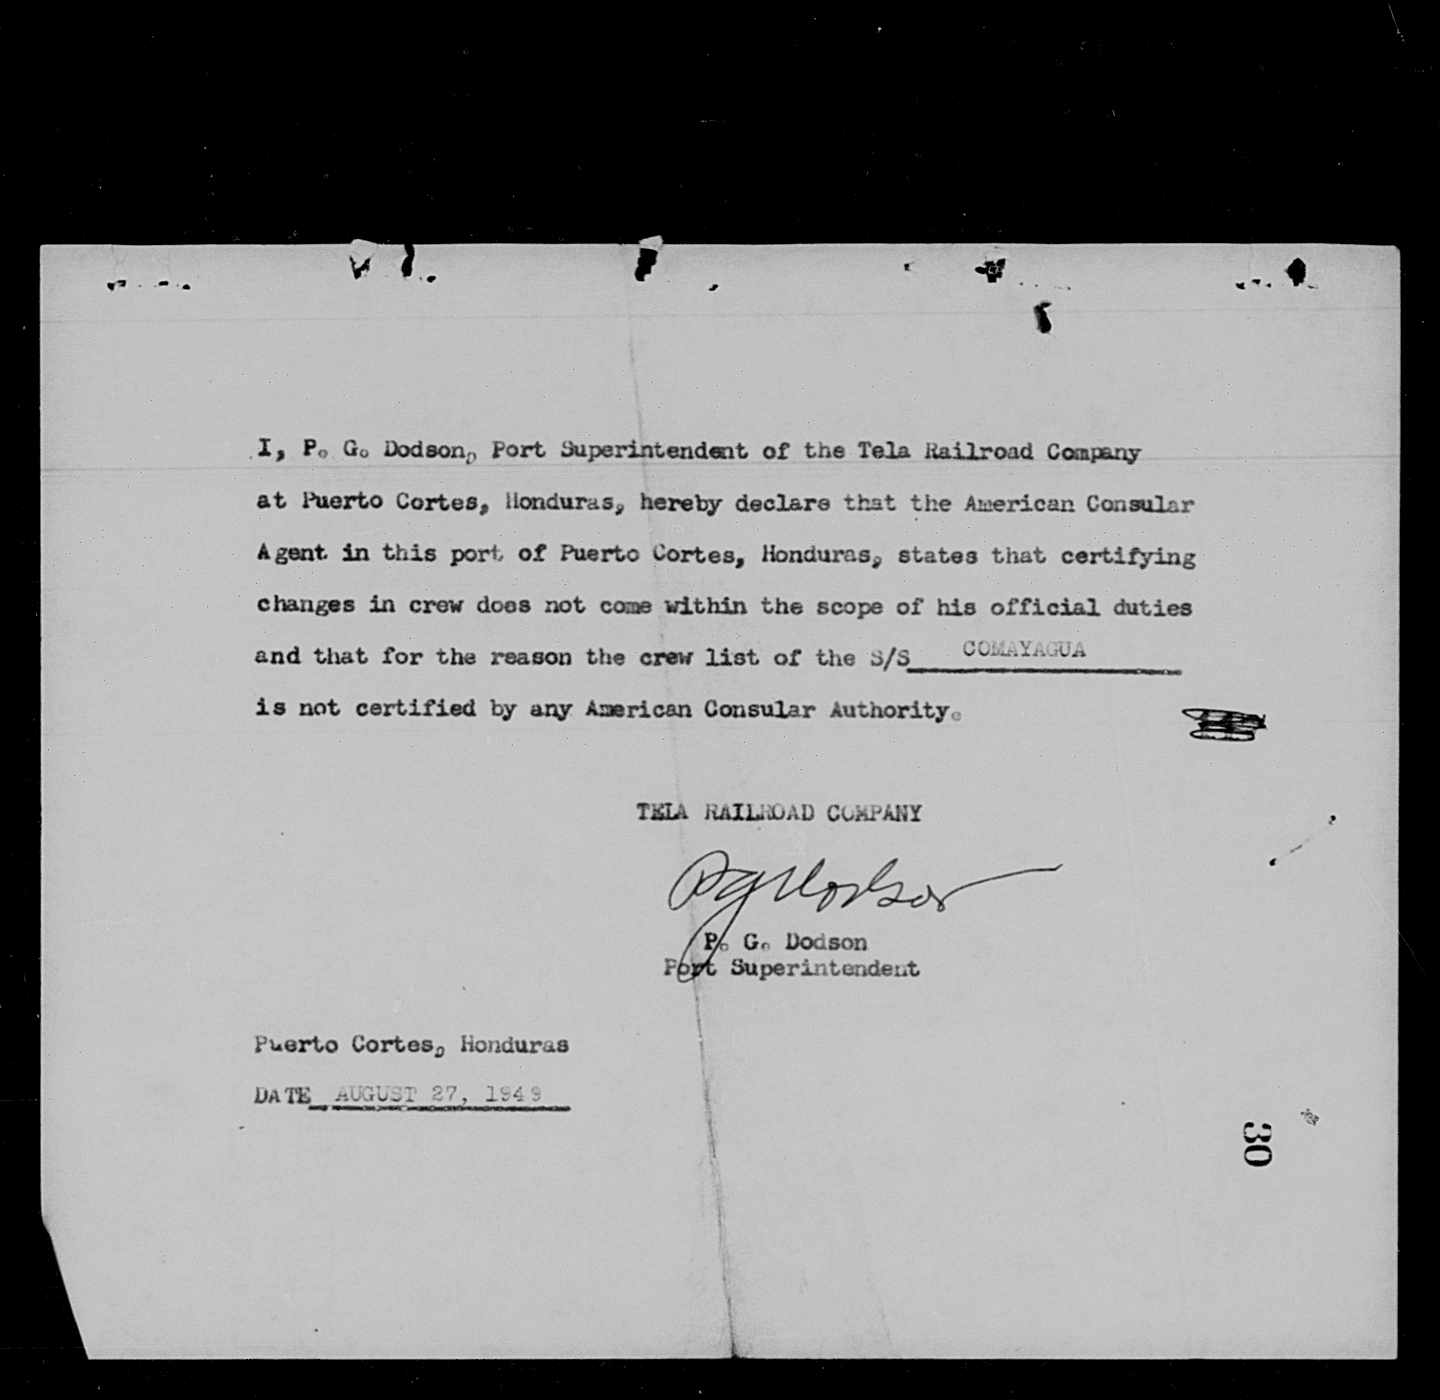 I, P. G. Dodson, Port Superintendent of the Tela Railroad Company
at Puerto Cortes, Honduras, hereby declare that the American Consular
Agent in this port of Puerto Cortes, Honduras, states that certifying
changes in crew does not come within the scope of his official duties
and that for the reason the crew list of the S/S COMAYAGUA
is not certified by any American Consular Authority.
TELA RAILROAD COMPANY
P G Dodson
P. G. Dodson
Port Superintendent
Puerto Cortes, Honduras
DATE AUGUST 27, 1949
30